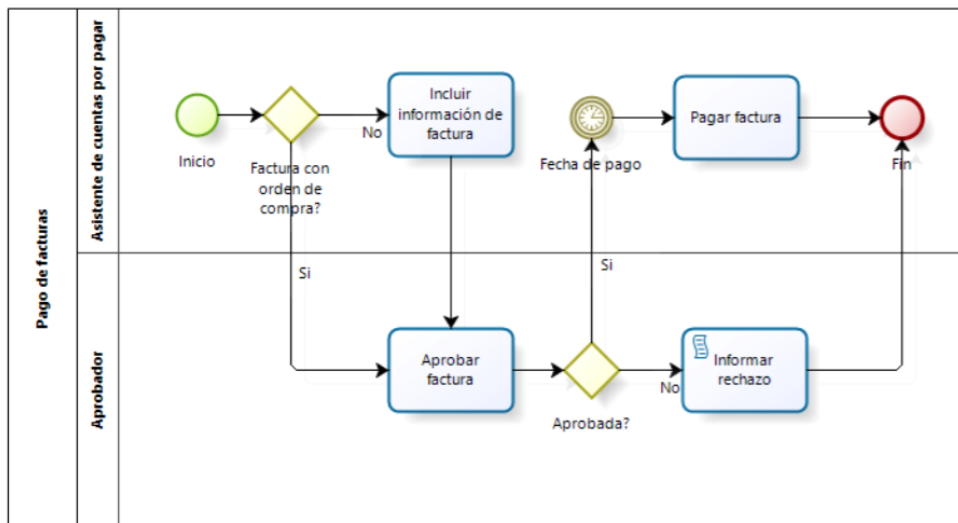 Pago de facturas
Asistente de cuentas por pagar
Inicio
Factura con
orden de
compra?
No
Incluir
información de
factura
Fecha de pago
Pagar factura
Fin
Si
Si
Aprobador
Aprobar
factura
Aprobada?
No
Informar
rechazo